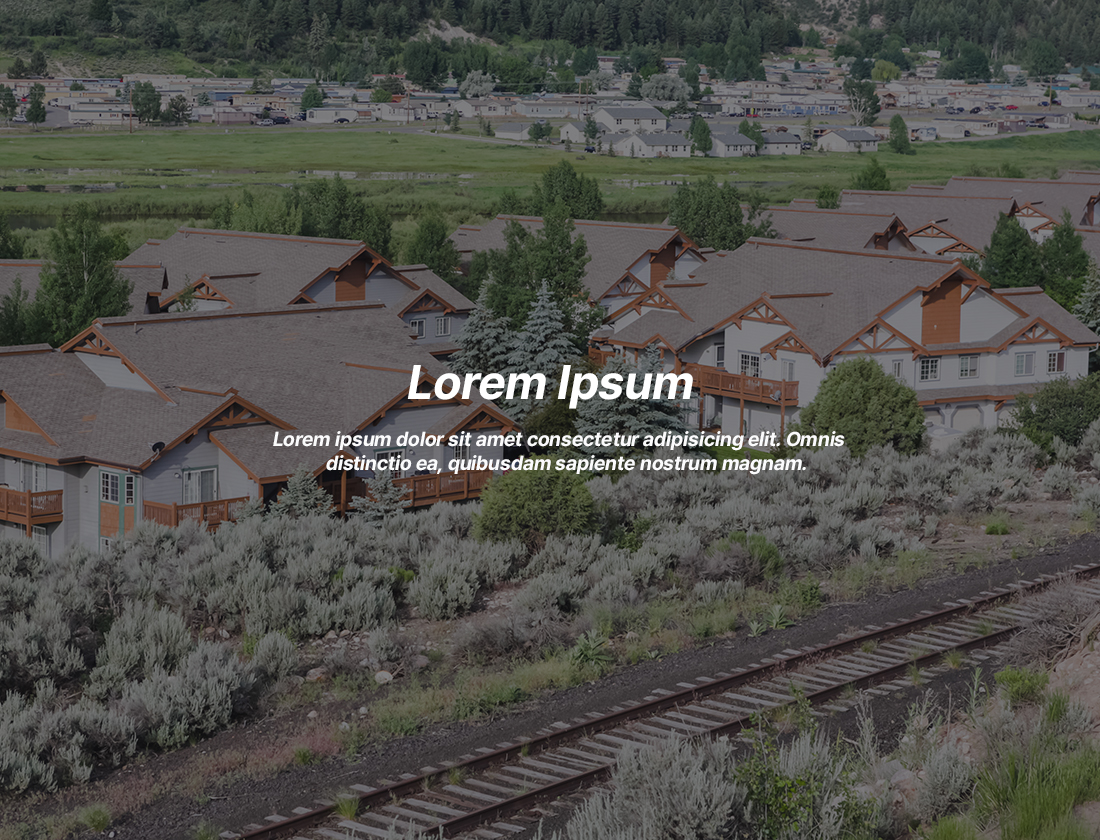 Lorem Ipsum
Lorem ipsum dolor sit amet consectetur adipisicing elit. Omnis
distinctio ea, quibusdam sapiente nostrum magnam.